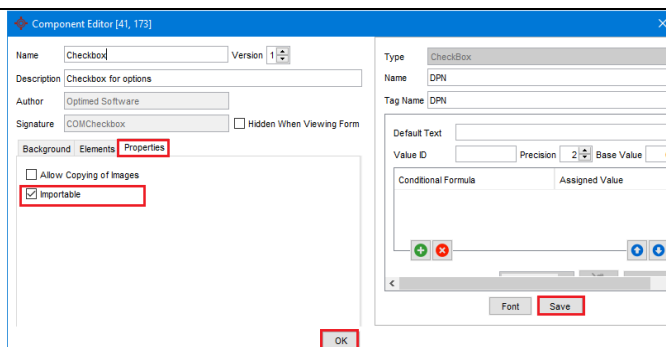 Component Editor [41, 173]
Name Checkbox Version 1
Description Checkbox for options
Author Optimed Software
Signature COMCheckbox Hidden When Viewing Form
Background Elements Properties
Allow Copying of Images
Importable
OK
Type CheckBox
Name DPN
Tag Name DPN
Default Text
Value ID Precision 2 Base Value
Conditional Formula Assigned Value
Font Save